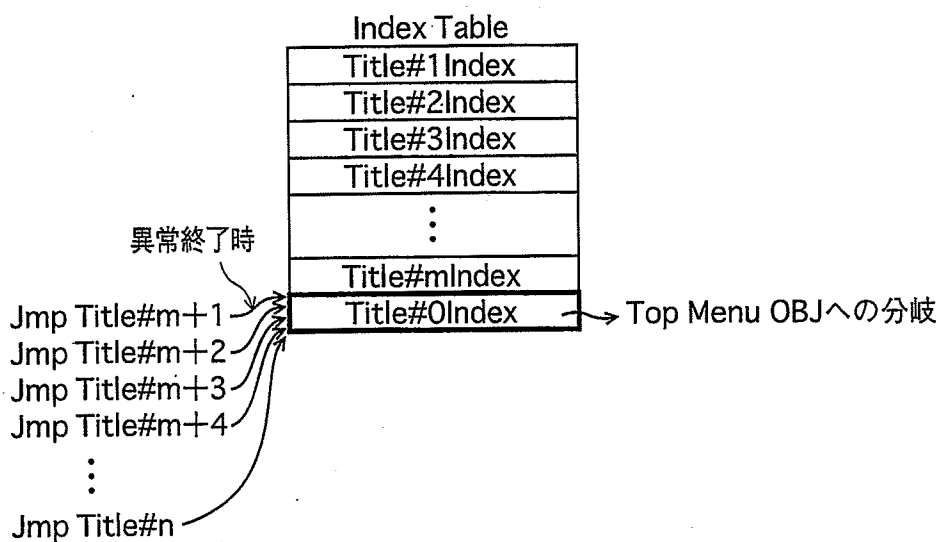 Index Table
Title#1Index
Title#2Index
Title#3Index
Title#4Index
⋮
異常終了時
Title#mIndex
Title#0Index
Top Menu OBJへの分岐
Jmp Title#m+1
Jmp Title#m+2
Jmp Title#m+3
Jmp Title#m+4
⋮
Jmp Title#n